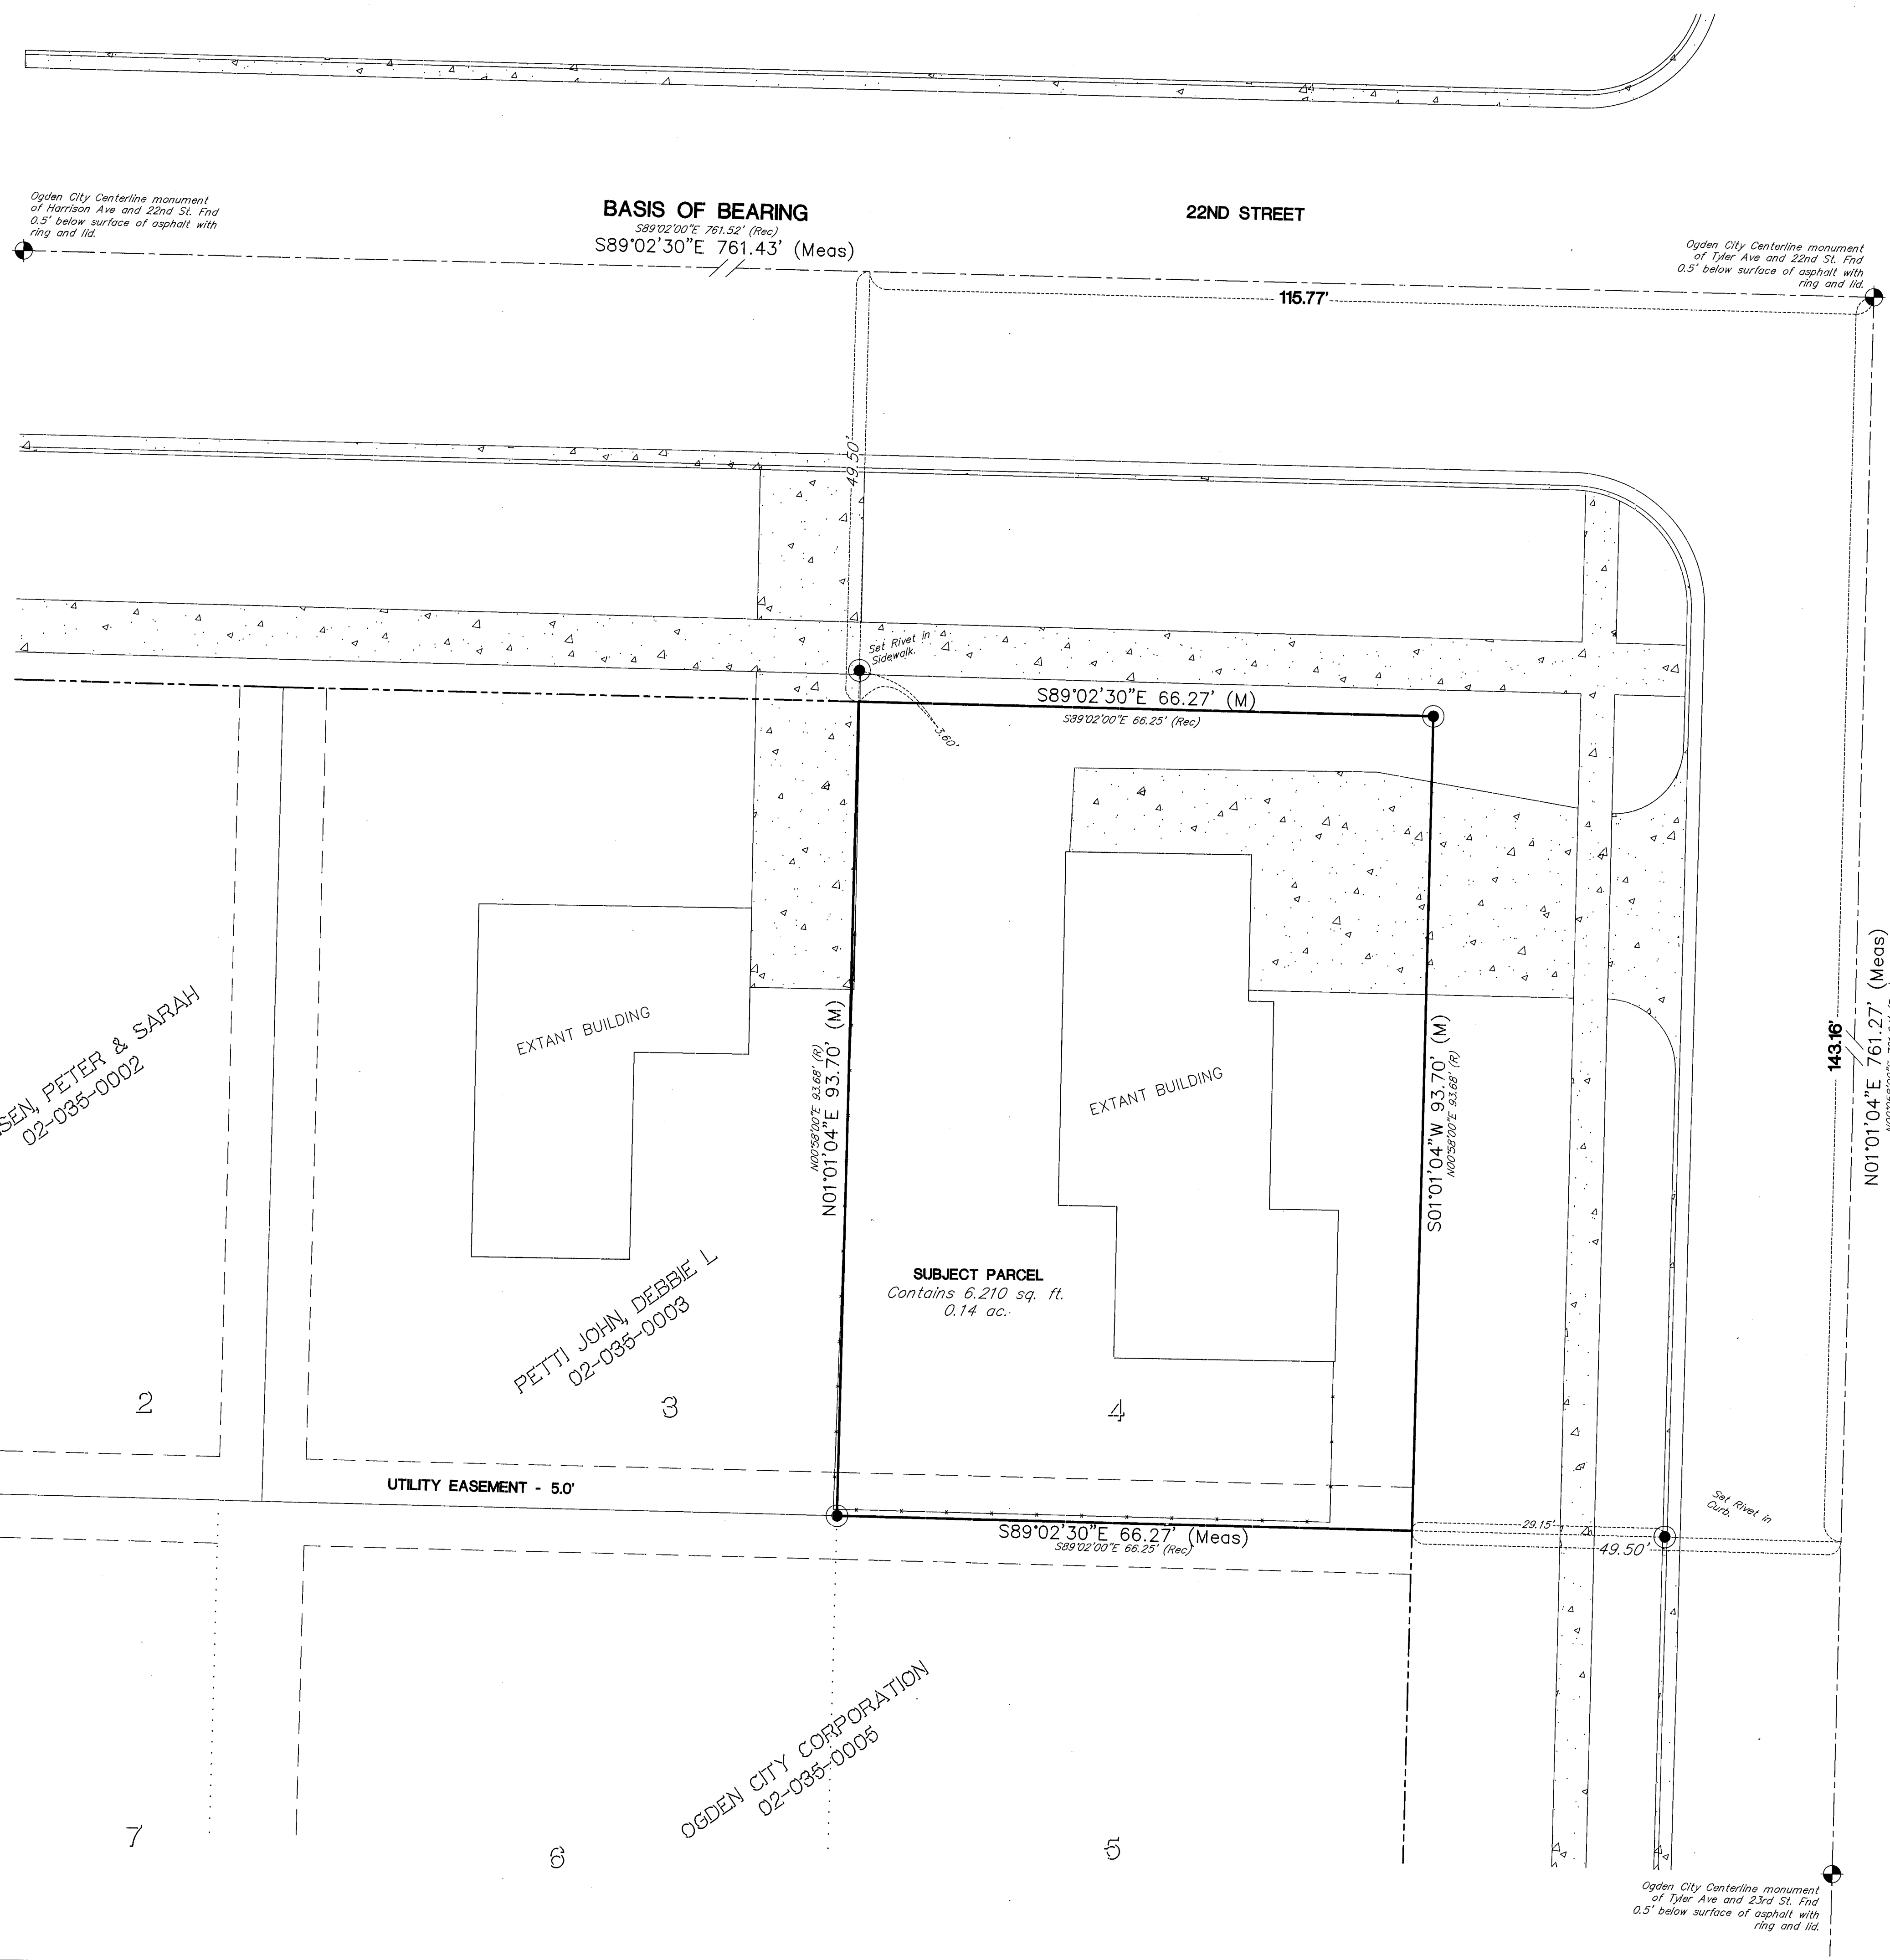 Ogden City Centerline monument
of Harrison Ave and 22nd St. Fnd
0.5' below surface of asphalt with
ring and lid.
BASIS OF BEARING
S89°02'00"E 761.52' (Rec)
S89°02'30"E 761.43' (Meas)
22ND STREET
Ogden City Centerline monument
of Tyler Ave and 22nd St. Fnd
0.5' below surface of asphalt with
ring and lid.
115.77'
49.50'
Set Rivet in
Sidewalk.
S89°02'30"E 66.27' (M)
S89°02'00"E 66.25' (Rec)
3.60'
SEN, PETER & SARAH
02-035-0002
EXTANT BUILDING
N00°58'00"E 93.68' (R)
N01°01'04"E 93.70' (M)
EXTANT BUILDING
S01°01'04"W 93.70' (M)
N00°58'00"E 93.68' (R)
143.16'
N01°01'04"E 761.27' (Meas)
SUBJECT PARCEL
Contains 6.210 sq. ft.
0.14 ac.
PETTI JOHN, DEBBIE L
02-035-0003
2
3
4
UTILITY EASEMENT - 5.0'
S89°02'30"E 66.27' (Meas)
S89°02'00"E 66.25' (Rec)
29.15'
49.50'
Set Rivet in
Curb.
OGDEN CITY CORPORATION
02-035-0005
7
6
5
Ogden City Centerline monument
of Tyler Ave and 23rd St. Fnd
0.5' below surface of asphalt with
ring and lid.